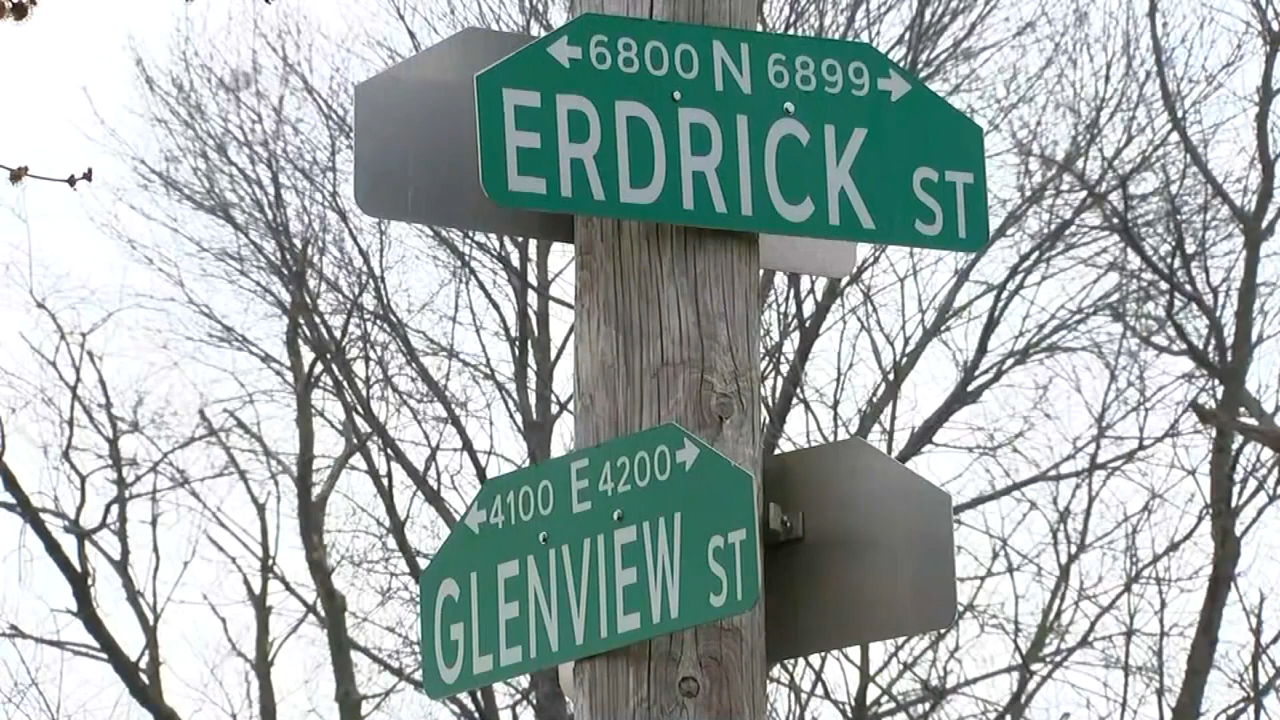 ←6800 N 6899→
ERDRICK ST
←4100 E 4200→
GLENVIEW ST